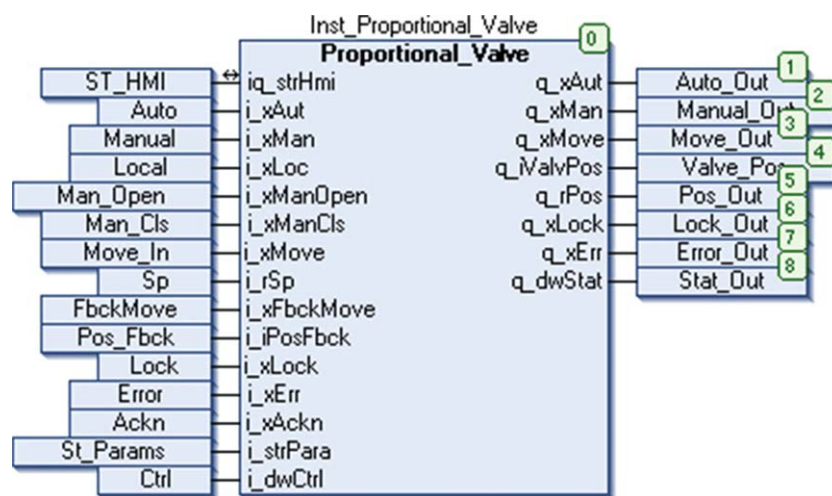 Inst_Proportional_Valve
0
Proportional_Valve
ST_HMI iq_strHmi q_xAut Auto_Out 1
Auto i_xAut q_xMan Manual_Out 2
Manual i_xMan q_xMove Move_Out 3
Local i_xLoc q_iValvPos Valve_Pos 4
Man_Open i_xManOpen q_rPos Pos_Out 5
Man_Cls i_xManCls q_xLock Lock_Out 6
Move_In i_xMove q_xErr Error_Out 7
Sp i_rSp q_dwStat Stat_Out 8
FbckMove i_xFbckMove
Pos_Fbck i_iPosFbck
Lock i_xLock
Error i_xErr
Ackn i_xAckn
St_Params i_strPara
Ctrl i_dwCtrl